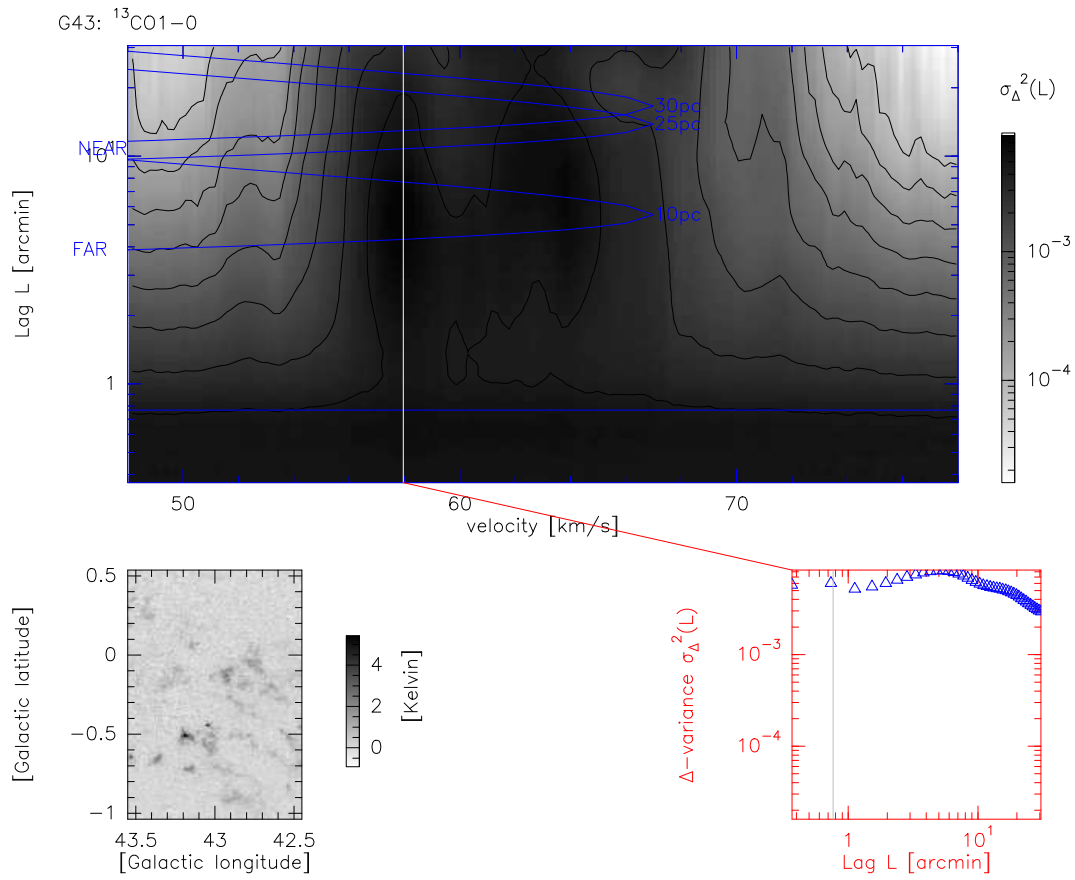 G43: ¹³CO1−0
σ_Δ²(L)
30pc
25pc
NEAR
10
10pc
FAR
Lag L [arcmin]
10⁻³
10⁻⁴
1
50 60 70
velocity [km/s]
0.5
0
−0.5
−1
[Galactic latitude]
43.5 43 42.5
[Galactic longitude]
4
2
0
[Kelvin]
Δ−variance σ_Δ²(L)
10⁻³
10⁻⁴
1 10¹
Lag L [arcmin]